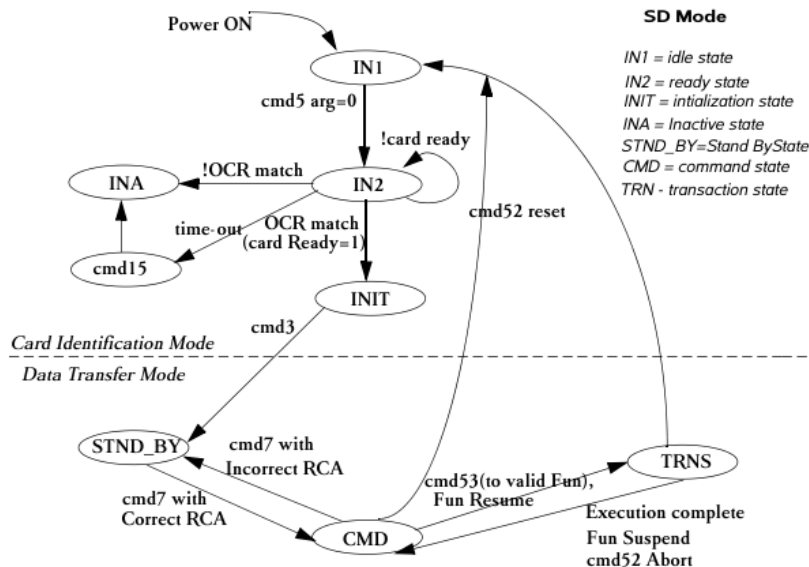 SD Mode
Power ON
IN1
IN1 = idle state
IN2 = ready state
INIT = intialization state
INA = Inactive state
STND_BY=Stand ByState
CMD = command state
TRN - transaction state
cmd5 arg=0
!card ready
!OCR match
INA
IN2
cmd52 reset
time-out
OCR match
(card Ready=1)
cmd15
INIT
cmd3
Card Identification Mode
Data Transfer Mode
STND_BY
cmd7 with
Incorrect RCA
TRNS
cmd53(to valid Fun),
Fun Resume
cmd7 with
Correct RCA
CMD
Execution complete
Fun Suspend
cmd52 Abort